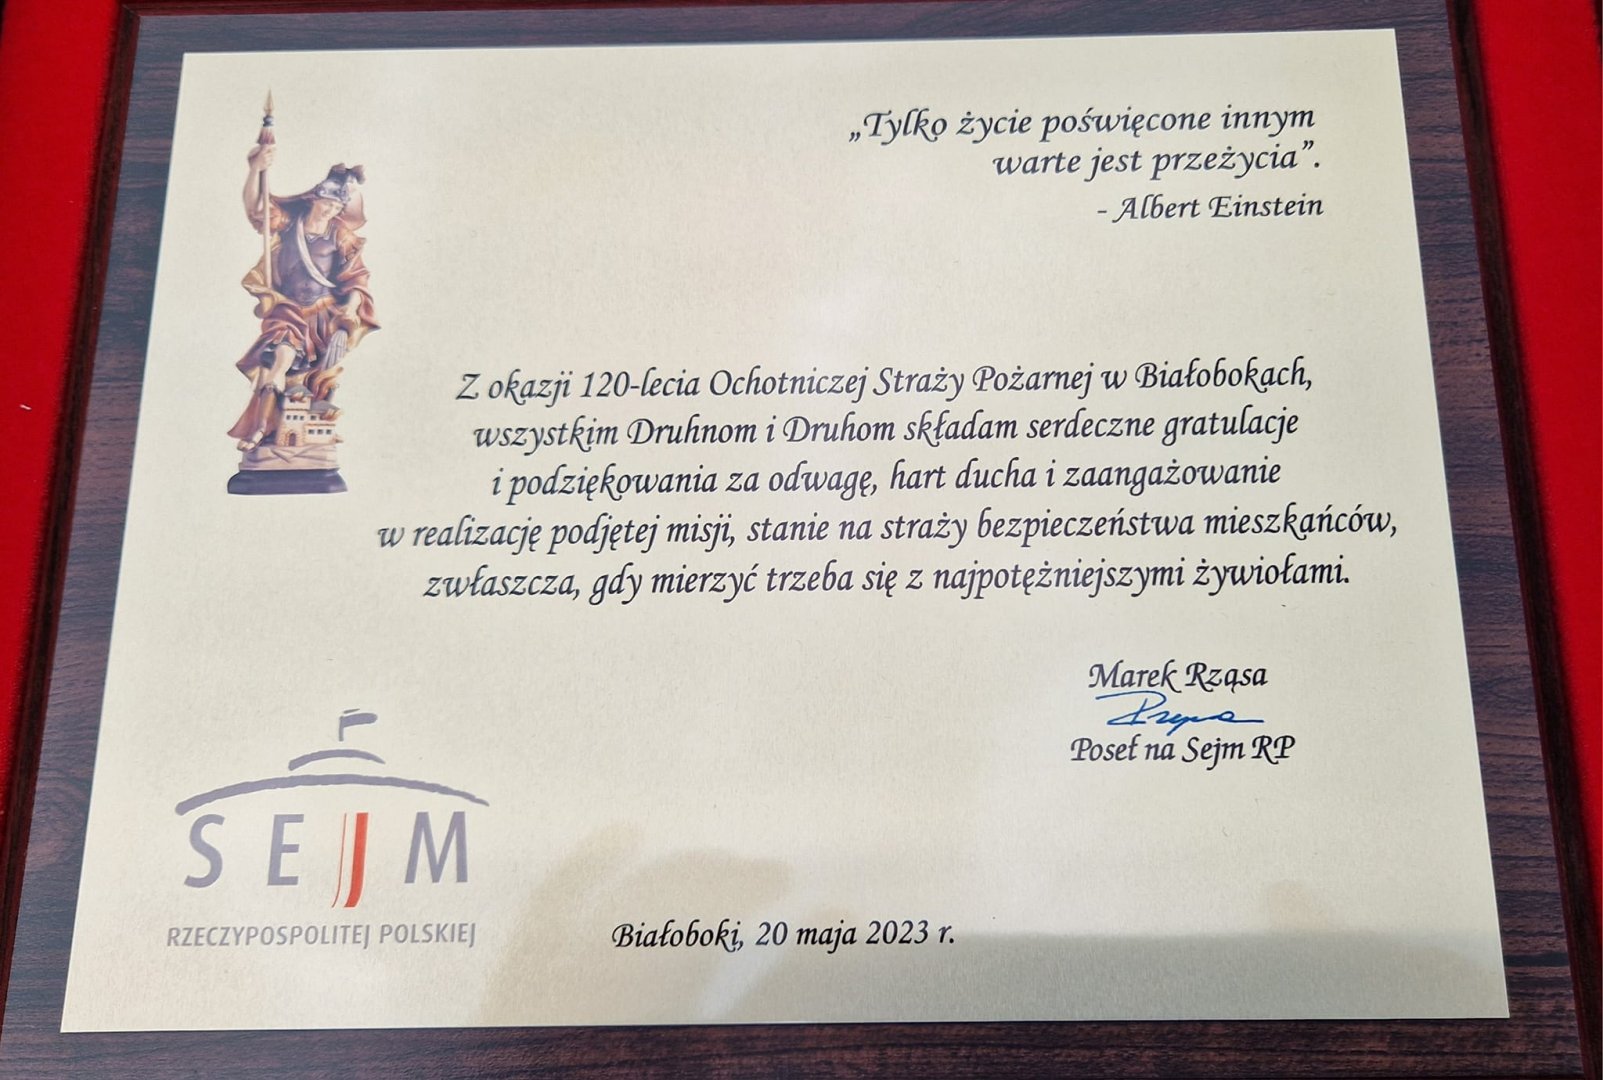 „Tylko życie poświęcone innym
warte jest przeżycia”.
- Albert Einstein
Z okazji 120-lecia Ochotniczej Straży Pożarnej w Białobokach,
wszystkim Druhnom i Druhom składam serdeczne gratulacje
i podziękowania za odwagę, hart ducha i zaangażowanie
w realizację podjętej misji, stanie na straży bezpieczeństwa mieszkańców,
zwłaszcza, gdy mierzyć trzeba się z najpotężniejszymi żywiołami.
Marek Rząsa
Rząsa
Poseł na Sejm RP
SEJM
RZECZYPOSPOLITEJ POLSKIEJ
Białoboki, 20 maja 2023 r.